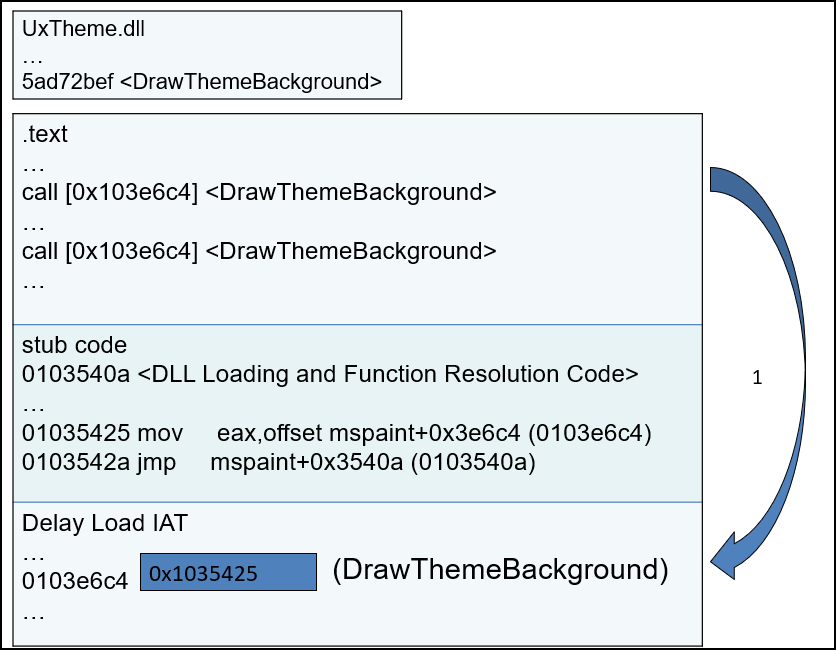 UxTheme.dll
…
5ad72bef <DrawThemeBackground>
.text
…
call [0x103e6c4] <DrawThemeBackground>
…
call [0x103e6c4] <DrawThemeBackground>
…
1
stub code
0103540a <DLL Loading and Function Resolution Code>
…
01035425 mov eax,offset mspaint+0x3e6c4 (0103e6c4)
0103542a jmp mspaint+0x3540a (0103540a)
Delay Load IAT
…
0103e6c4 0x1035425 (DrawThemeBackground)
…